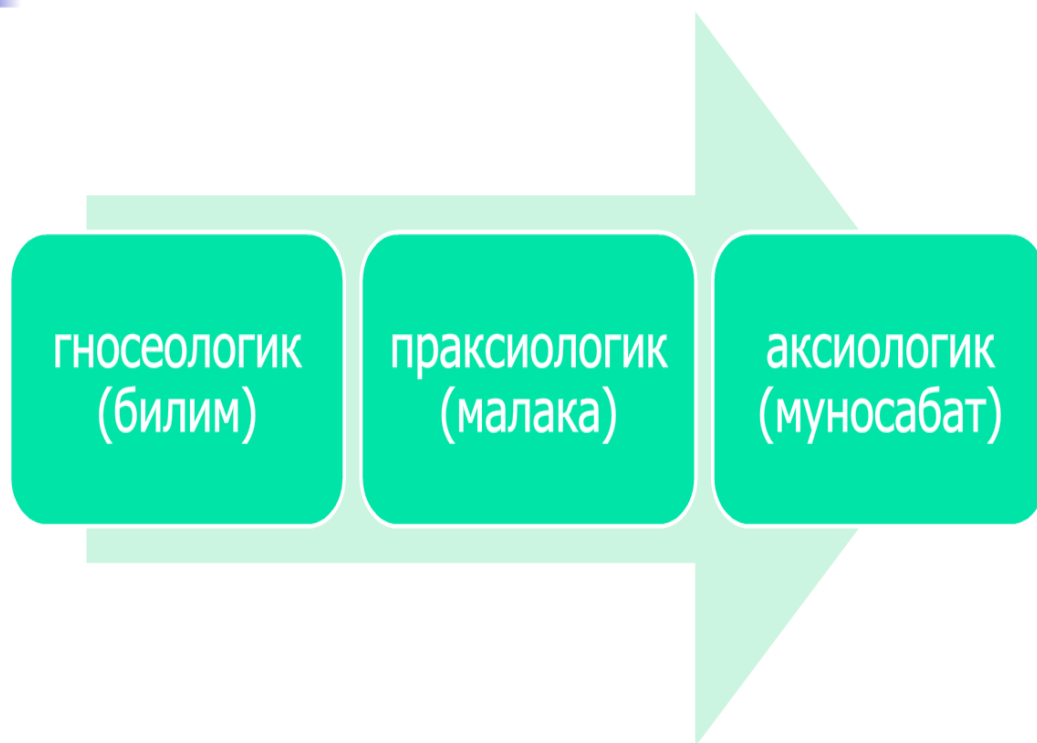 гносеологик
(билим)
праксиологик
(малака)
аксиологик
(муносабат)